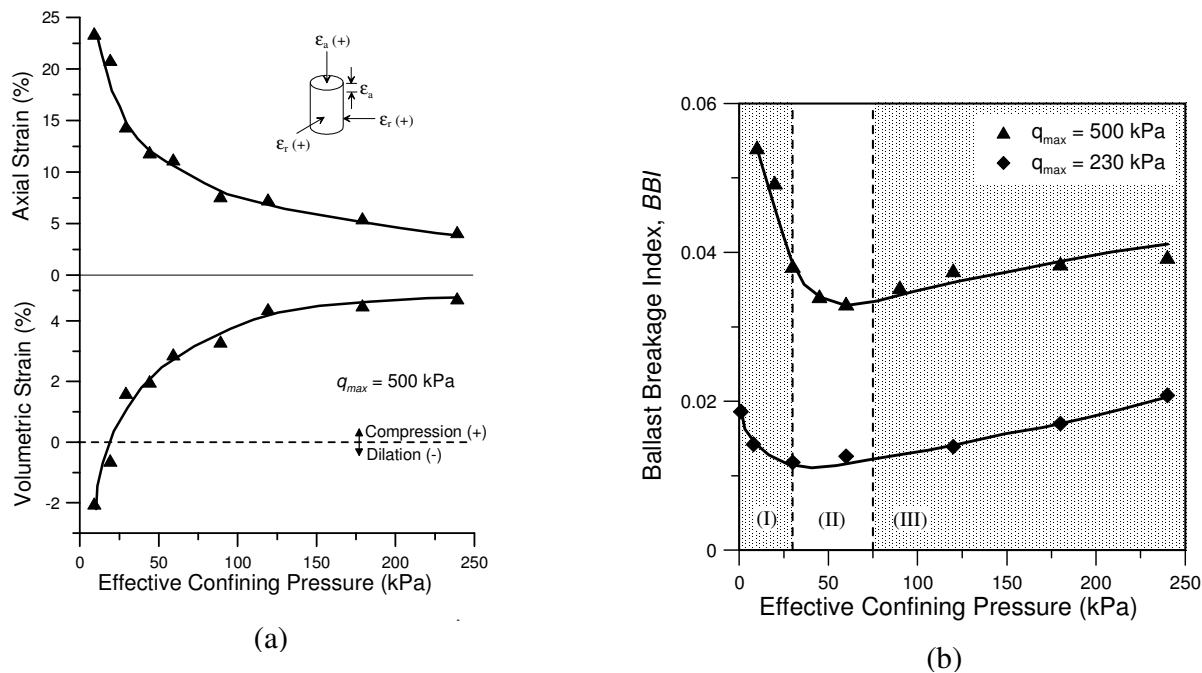 25
20
15
10
5
0
Axial Strain (%)
εa (+)
εa
εr (+)
εr (+)
4
2
0
-2
Volumetric Strain (%)
qmax = 500 kPa
Compression (+)
Dilation (-)
0 50 100 150 200 250
Effective Confining Pressure (kPa)
(a)
0.06
0.04
0.02
0
Ballast Breakage Index, BBI
qmax = 500 kPa
qmax = 230 kPa
(I) (II) (III)
0 50 100 150 200 250
Effective Confining Pressure (kPa)
(b)